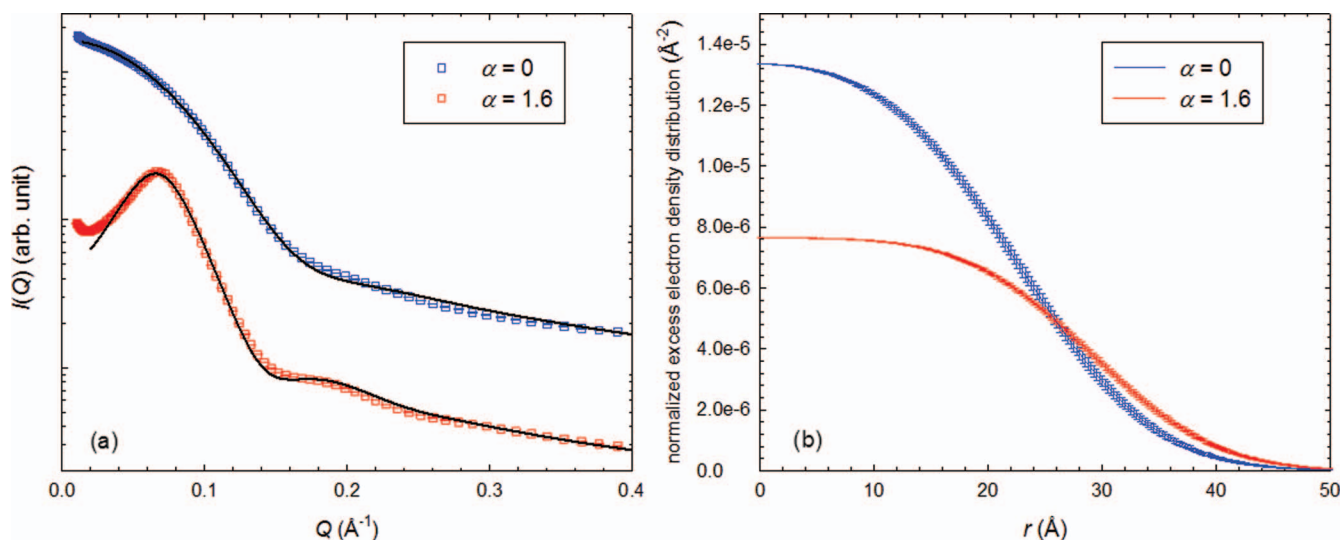 I(Q) (arb. unit)
α = 0
α = 1.6
(a)
0.0 0.1 0.2 0.3 0.4
Q (Å⁻¹)
normalized excess electron density distribution (Å⁻²)
1.4e-5
1.2e-5
1.0e-5
8.0e-6
6.0e-6
4.0e-6
2.0e-6
0.0
α = 0
α = 1.6
(b)
0 10 20 30 40 50
r (Å)